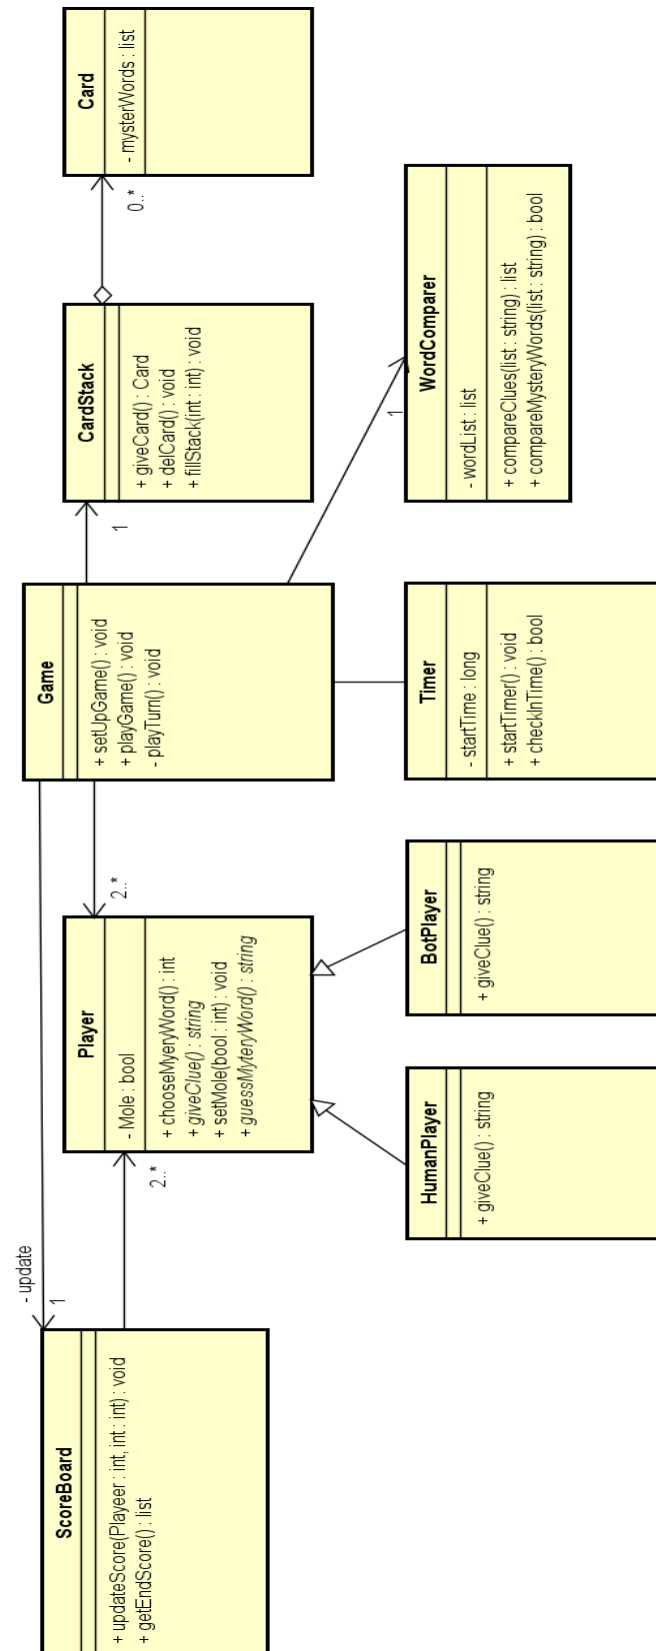 ScoreBoard
+ updateScore(Playeer : int, int : int) : void
+ getEndScore() : list
- update
1
2..*
Player
- Mole : bool
+ chooseMyeryWord() : int
+ giveClue() : string
+ setMole(bool : int) : void
+ guessMyteryWord() : string
2..*
HumanPlayer
+ giveClue() : string
BotPlayer
+ giveClue() : string
Game
+ setUpGame() : void
+ playGame() : void
- playTurn() : void
Timer
- startTime : long
+ startTimer() : void
+ checkInTime() : bool
1
CardStack
+ giveCard() : Card
+ delCard() : void
+ fillStack(int : int) : void
1
WordComparer
- wordList : list
+ compareClues(list : string) : list
+ compareMysteryWords(list : string) : bool
0..*
Card
- mysterWords : list